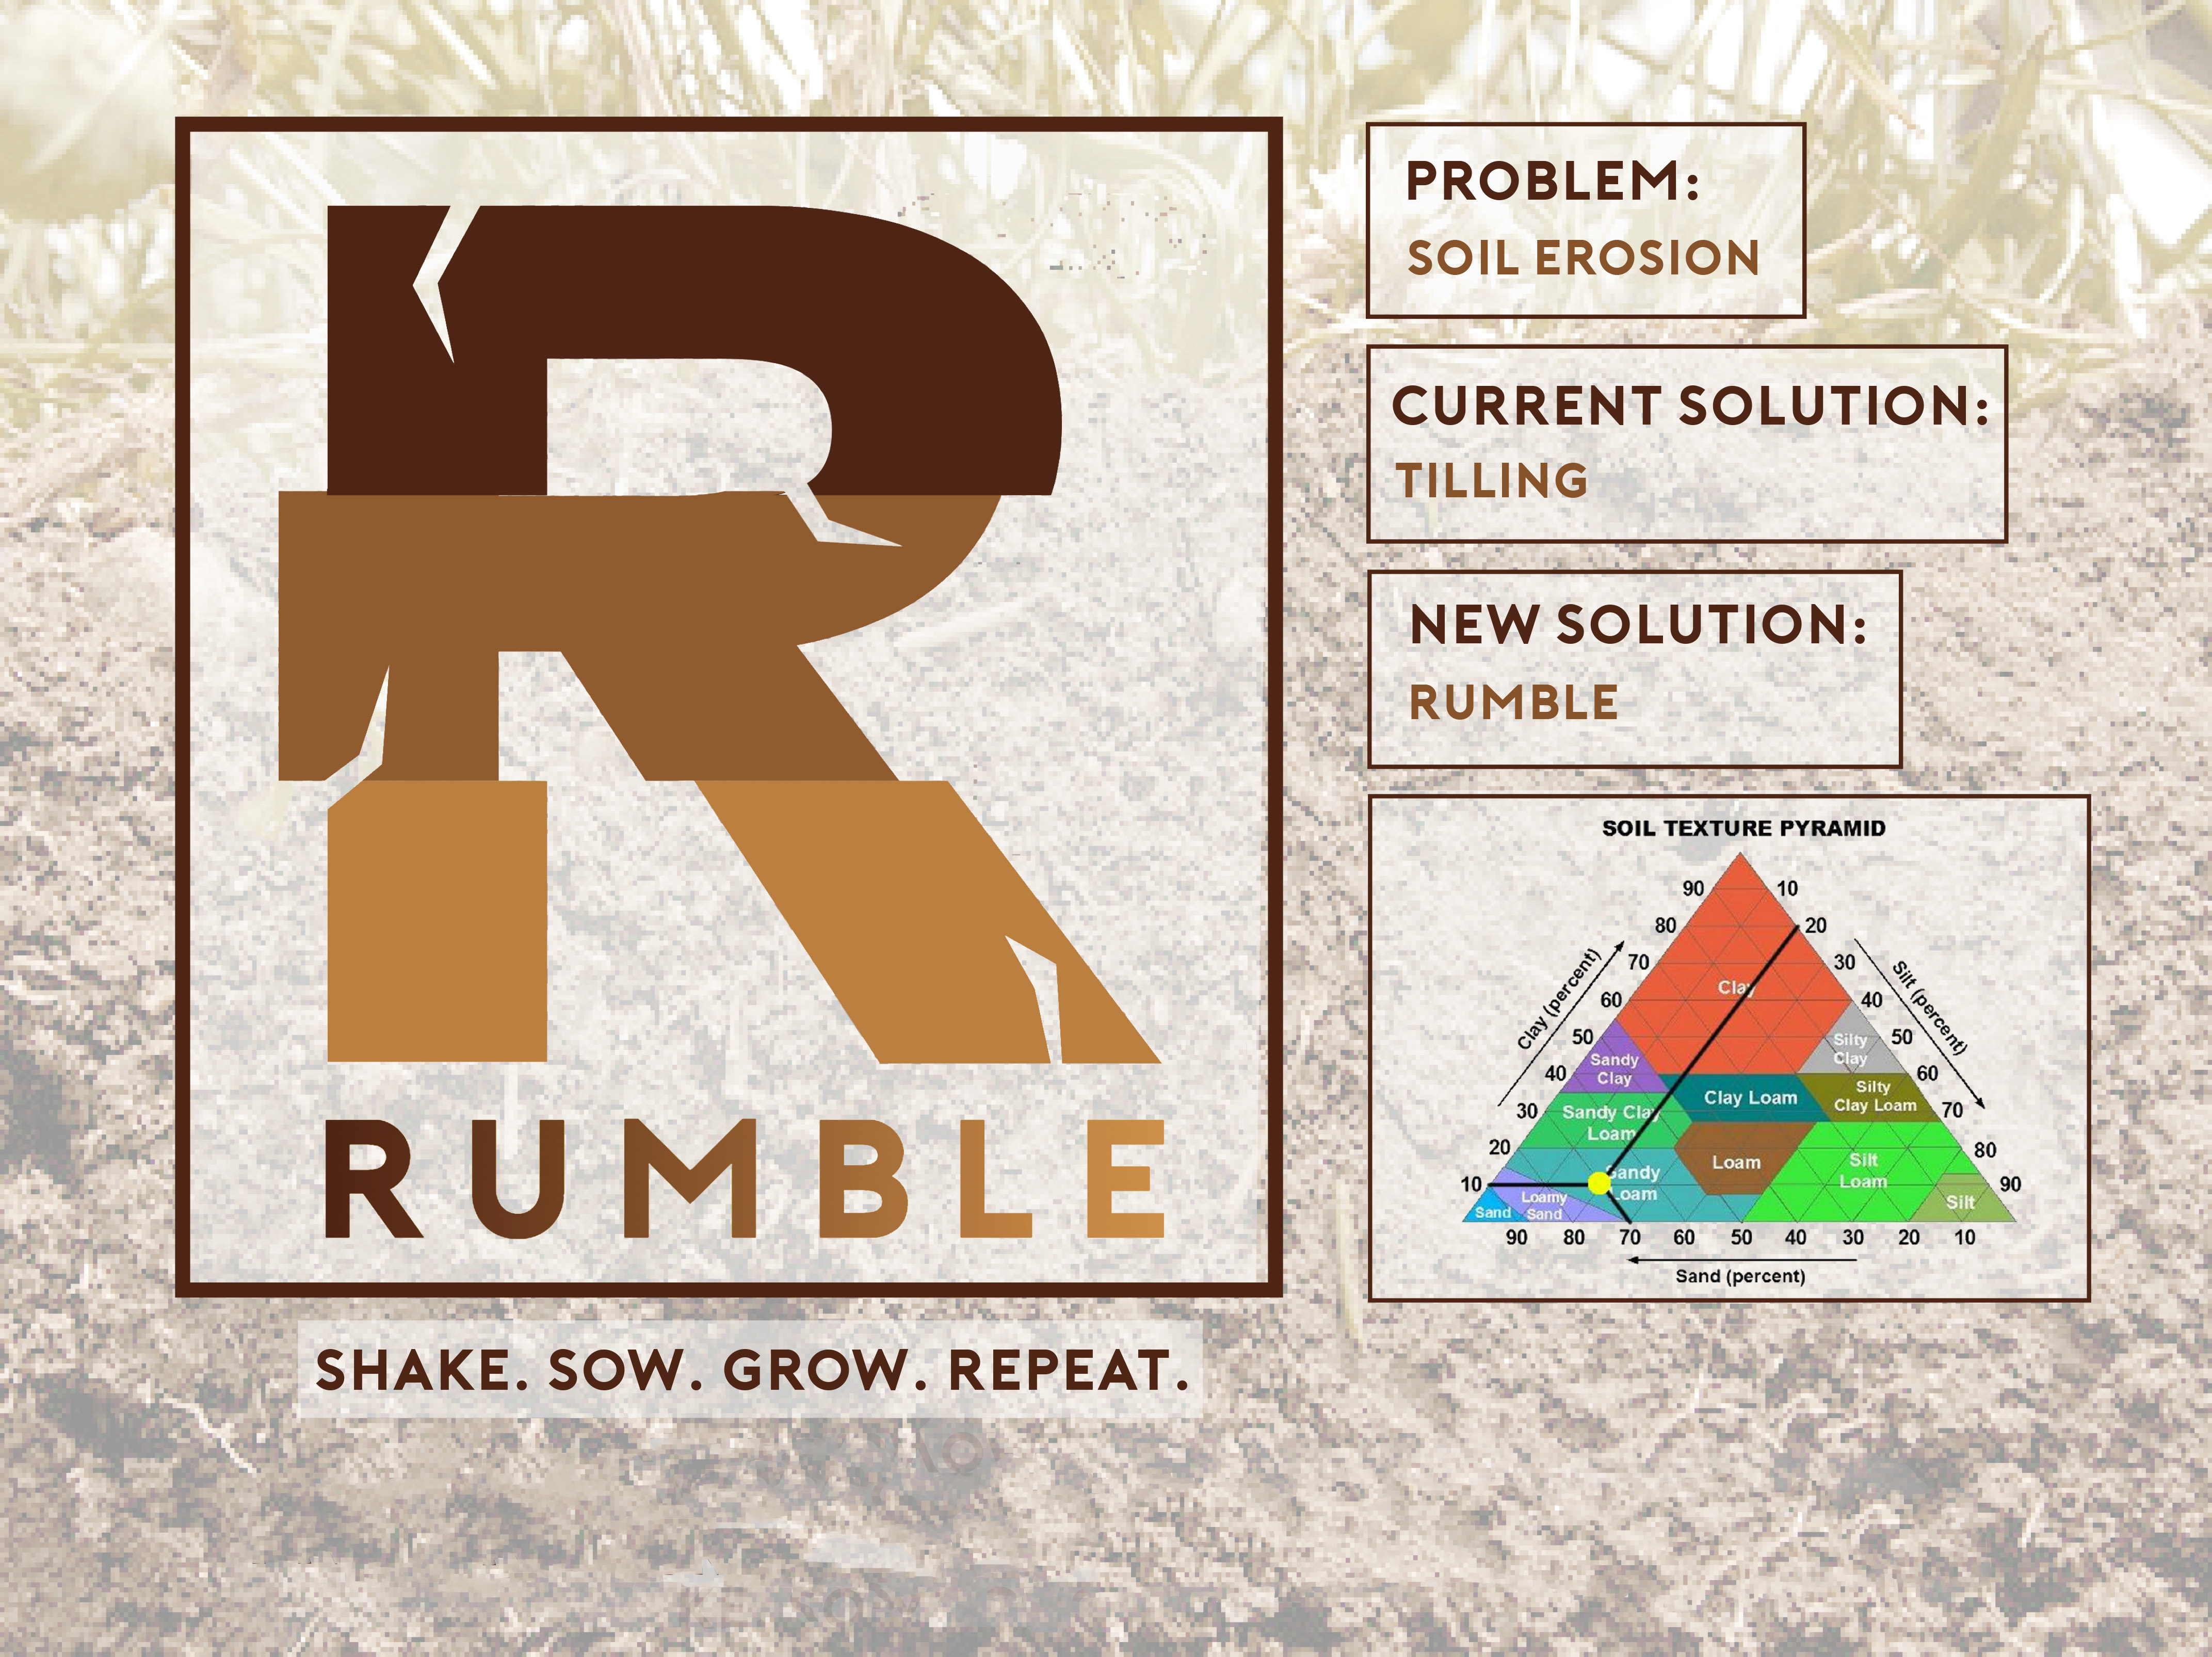 R
RUMBLE
SHAKE. SOW. GROW. REPEAT.
PROBLEM:
SOIL EROSION
CURRENT SOLUTION:
TILLING
NEW SOLUTION:
RUMBLE
SOIL TEXTURE PYRAMID
90 10
80 20
70 30
Clay
60 40
50 50
40 60
30 70
20 80
10 90
Clay (percent)
Silt (percent)
Silty
Clay
Sandy
Clay
Clay Loam
Silty
Clay Loam
Sandy Clay
Loam
Loam
Silt
Loam
Sandy
Loam
Loamy
Sand
Sand
Silt
90 80 70 60 50 40 30 20 10
Sand (percent)